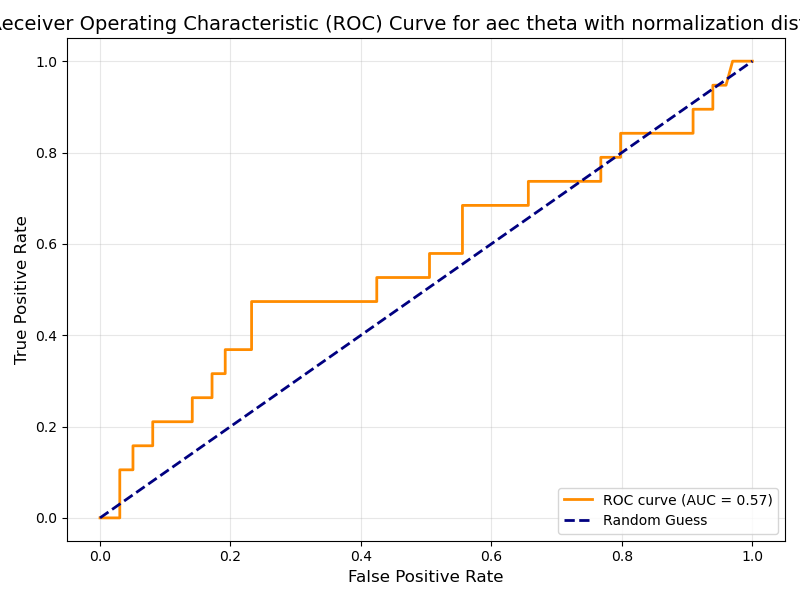 eceiver Operating Characteristic (ROC) Curve for aec theta with normalization dis
1.0
0.8
0.6
0.4
0.2
0.0
True Positive Rate
0.0 0.2 0.4 0.6 0.8 1.0
False Positive Rate
ROC curve (AUC = 0.57)
Random Guess